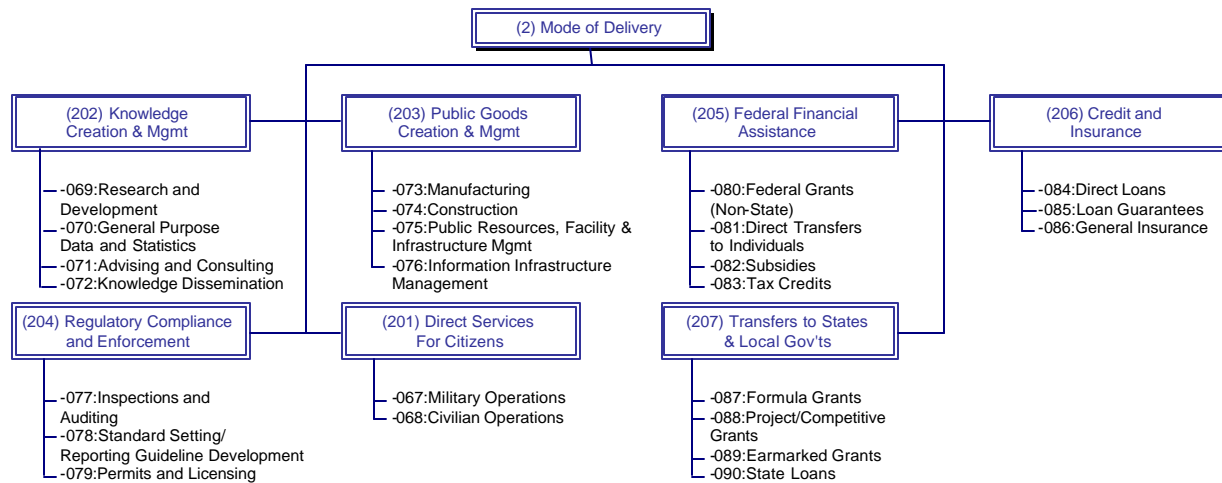 (2) Mode of Delivery
(202) Knowledge
Creation & Mgmt
-069:Research and
Development
-070:General Purpose
Data and Statistics
-071:Advising and Consulting
-072:Knowledge Dissemination
(203) Public Goods
Creation & Mgmt
-073:Manufacturing
-074:Construction
-075:Public Resources, Facility &
Infrastructure Mgmt
-076:Information Infrastructure
Management
(205) Federal Financial
Assistance
-080:Federal Grants
(Non-State)
-081:Direct Transfers
to Individuals
-082:Subsidies
-083:Tax Credits
(206) Credit and
Insurance
-084:Direct Loans
-085:Loan Guarantees
-086:General Insurance
(204) Regulatory Compliance
and Enforcement
-077:Inspections and
Auditing
-078:Standard Setting/
Reporting Guideline Development
-079:Permits and Licensing
(201) Direct Services
For Citizens
-067:Military Operations
-068:Civilian Operations
(207) Transfers to States
& Local Gov'ts
-087:Formula Grants
-088:Project/Competitive
Grants
-089:Earmarked Grants
-090:State Loans